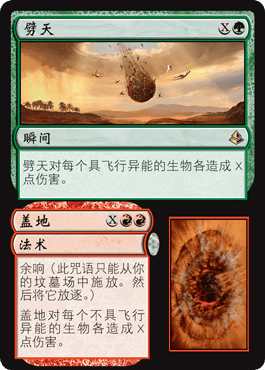 劈天 X
瞬间
劈天对每个具飞行异能的生物各造成X
点伤害。
盖地 X
法术
余响（此咒语只能从你
的坟墓场中施放。然
后将它放逐。）
盖地对每个不具飞行
异能的生物各造成X
点伤害。